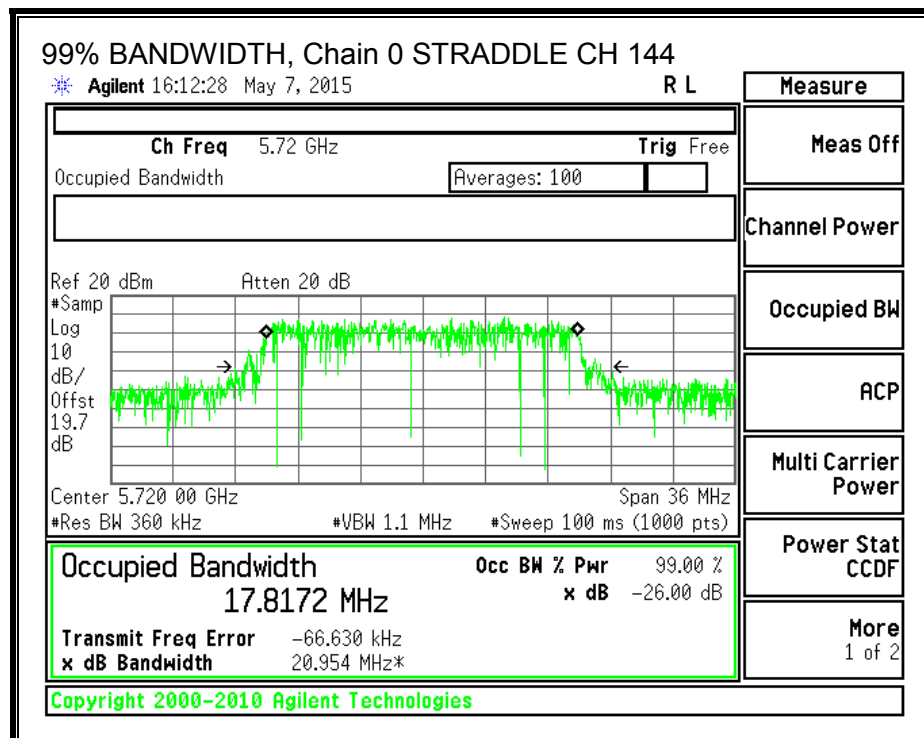 99% BANDWIDTH, Chain 0 STRADDLE CH 144
Agilent 16:12:28 May 7, 2015 R L
Measure
Ch Freq 5.72 GHz Trig Free
Occupied Bandwidth Averages: 100
Meas Off
Channel Power
Occupied BW
ACP
Multi Carrier
Power
Power Stat
CCDF
More
1 of 2
Ref 20 dBm Atten 20 dB
#Samp
Log
10
dB/
Offst
19.7
dB
Center 5.720 00 GHz Span 36 MHz
#Res BW 360 kHz #VBW 1.1 MHz #Sweep 100 ms (1000 pts)
Occupied Bandwidth Occ BW % Pwr 99.00 %
17.8172 MHz x dB -26.00 dB
Transmit Freq Error -66.630 kHz
x dB Bandwidth 20.954 MHz*
Copyright 2000-2010 Agilent Technologies